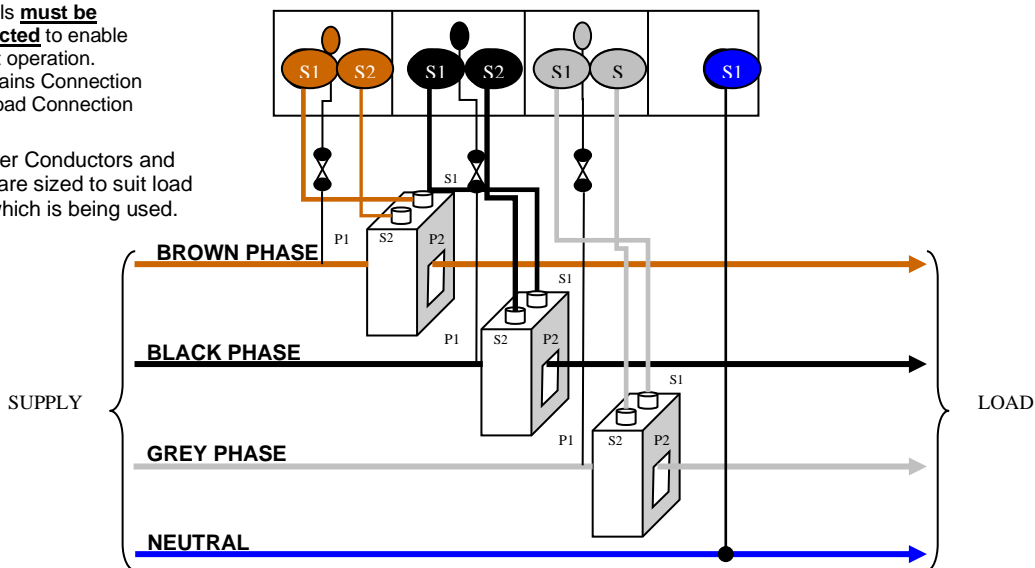 ls must be
cted to enable
t operation.
ains Connection
oad Connection
er Conductors and
are sized to suit load
which is being used.
S1 S2 S1 S2 S1 S S1
S1
P1 S2 P2
BROWN PHASE
S1
P1 S2 P2
BLACK PHASE
S1
SUPPLY
LOAD
P1 S2 P2
GREY PHASE
NEUTRAL